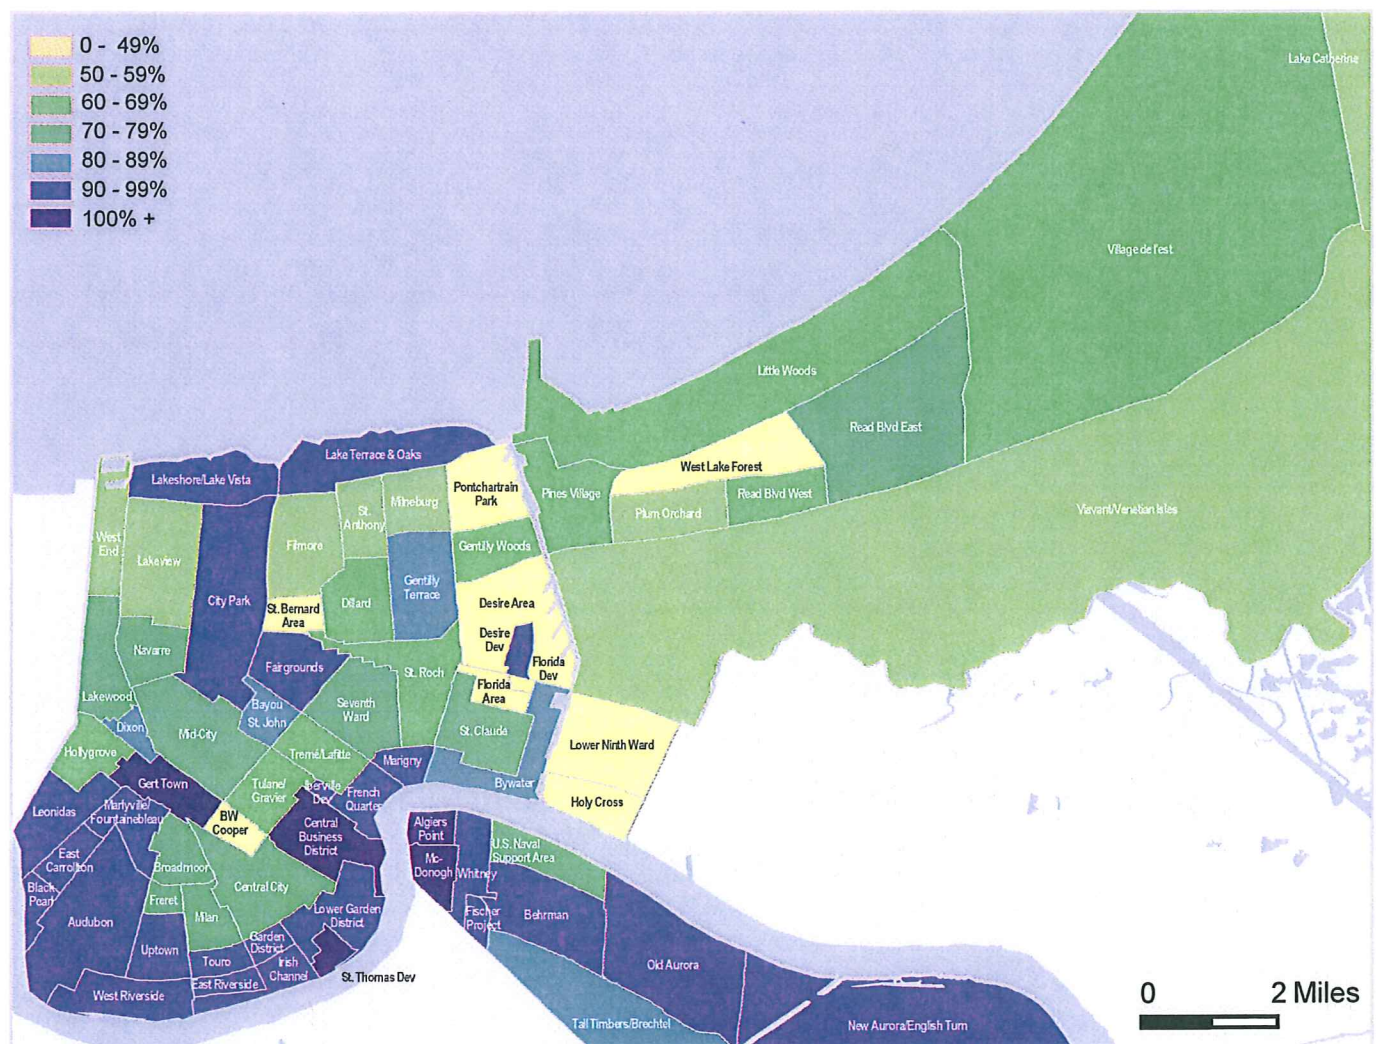 0 - 49%
50 - 59%
60 - 69%
70 - 79%
80 - 89%
90 - 99%
100% +
Lake Catherine
Village de l'est
Little Woods
Read Blvd East
West Lake Forest
Lake Terrace & Oaks
Lakeshore/Lake Vista
Pontchartrain
Park
Pines Village
Read Blvd West
Plum Orchard
Viavant/Venetian Isles
Milneburg
St.
Anthony
West
End
Lakeview
Filmore
Gentilly Woods
Gentilly
Terrace
City Park
Dillard
St. Bernard
Area
Desire Area
Desire
Dev
Navarre
Fairgrounds
St. Roch
Florida
Dev
Florida
Area
Lakewood
Bayou
St. John
Seventh
Ward
Dixon
Mid-City
St. Claude
Lower Ninth Ward
Hollygrove
Tremé/Lafitte
Marigny
Gert Town
Tulane/
Gravier
Iberville
Dev
French
Quarter
Bywater
Holy Cross
Leonidas
Marlyville/
Fountainebleau
BW
Cooper
Central
Business
District
Algiers
Point
U.S. Naval
Support Area
East
Carrollton
Broadmoor
Mc-
Donogh
Whitney
Black
Pearl
Central City
Freret
Audubon
Milan
Lower Garden
District
Fischer
Project
Behrman
Uptown
Garden
District
Touro
Irish
Channel
St. Thomas Dev
Old Aurora
East Riverside
West Riverside
Tall Timbers/Brechtel
New Aurora/English Turn
0 2 Miles